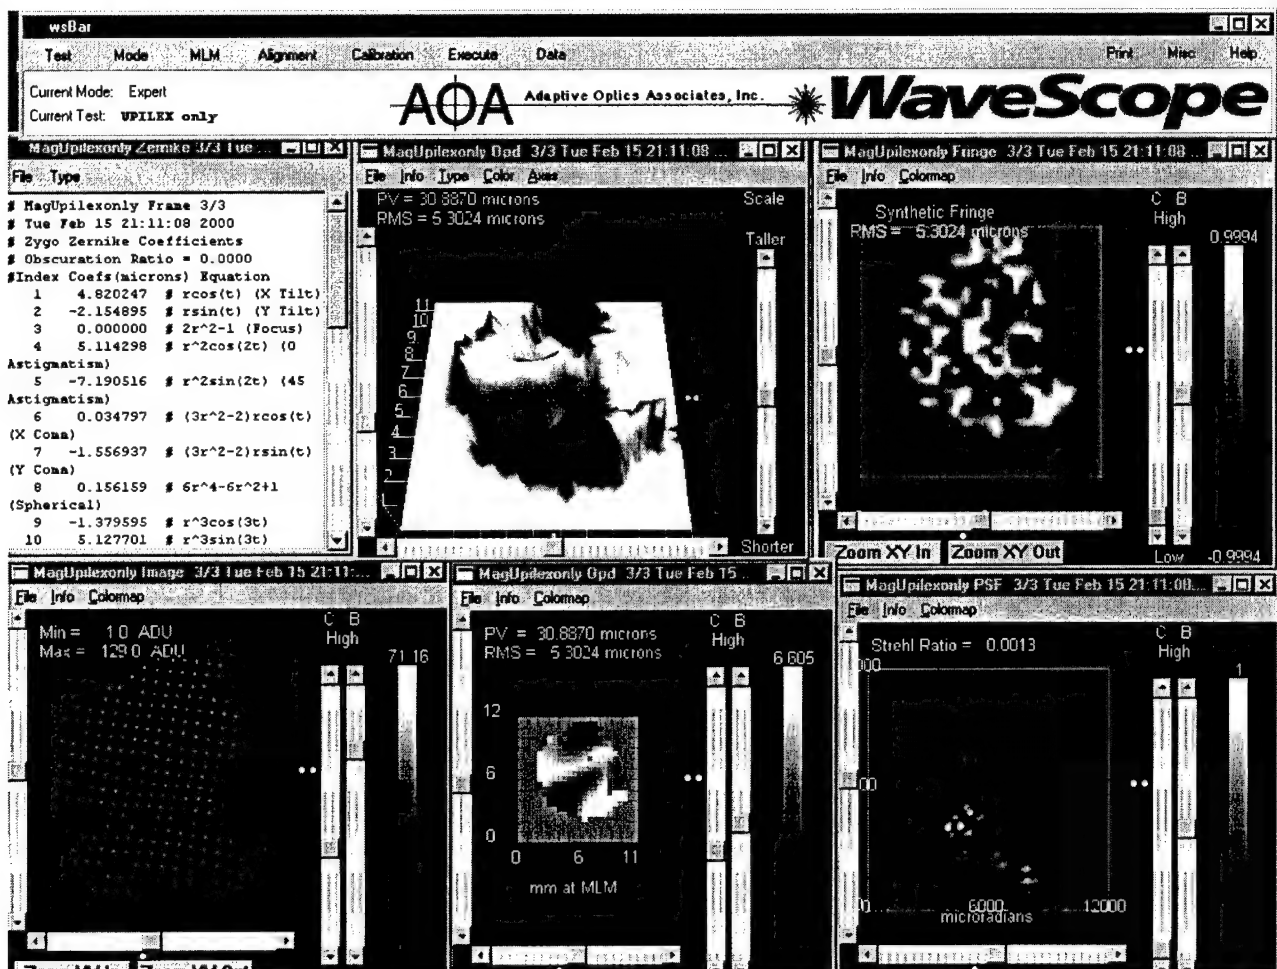 wsBar
Test Mode MLM Alignment Calibration Execute Data Print Misc Help
Current Mode: Expert
Current Test: UPILEX only
AOA Adaptive Optics Associates, Inc. WaveScope
MagUpilexonly Zernike 3/3 Tue ...
File Type
# MagUpilexonly Frame 3/3
# Tue Feb 15 21:11:08 2000
# Zygo Zernike Coefficients
# Obscuration Ratio = 0.0000
#Index Coefs(microns) Equation
1 4.820247 # rcos(t) (X Tilt)
2 -2.154895 # rsin(t) (Y Tilt)
3 0.000000 # 2r^2-1 (Focus)
4 5.114298 # r^2cos(2t) (0
Astigmatism)
5 -7.190516 # r^2sin(2t) (45
Astigmatism)
6 0.034797 # (3r^2-2)rcos(t)
(X Coma)
7 -1.556937 # (3r^2-2)rsin(t)
(Y Coma)
8 0.156159 # 6r^4-6r^2+1
(Spherical)
9 -1.379595 # r^3cos(3t)
10 5.127701 # r^3sin(3t)
MagUpilexonly Opd 3/3 Tue Feb 15 21:11:08 ...
File Info Type Color Axes
PV = 30.8870 microns
RMS = 5.3024 microns
Scale
Taller
11
10
9
8
7
6
5
4
3
2
1
Shorter
MagUpilexonly Fringe 3/3 Tue Feb 15 21:11:08 ...
File Info Colormap
Synthetic Fringe
RMS = 5.3024 microns
C B
High
0.9994
Zoom XY In Zoom XY Out
Low -0.9994
MagUpilexonly Image 3/3 Tue Feb 15 21:11:...
File Info Colormap
Min = 1.0 ADU
Max = 129.0 ADU
C B
High
71.16
Zoom XY In Zoom XY Out
MagUpilexonly Opd 3/3 Tue Feb 15 ...
File Info Colormap
PV = 30.8870 microns
RMS = 5.3024 microns
C B
High
6.605
12
6
0
0 6 11
mm at MLM
MagUpilexonly PSF 3/3 Tue Feb 15 21:11:08...
File Info Colormap
Strehl Ratio = 0.0013
C B
High
1
000
00
00
6000 12000
microradians